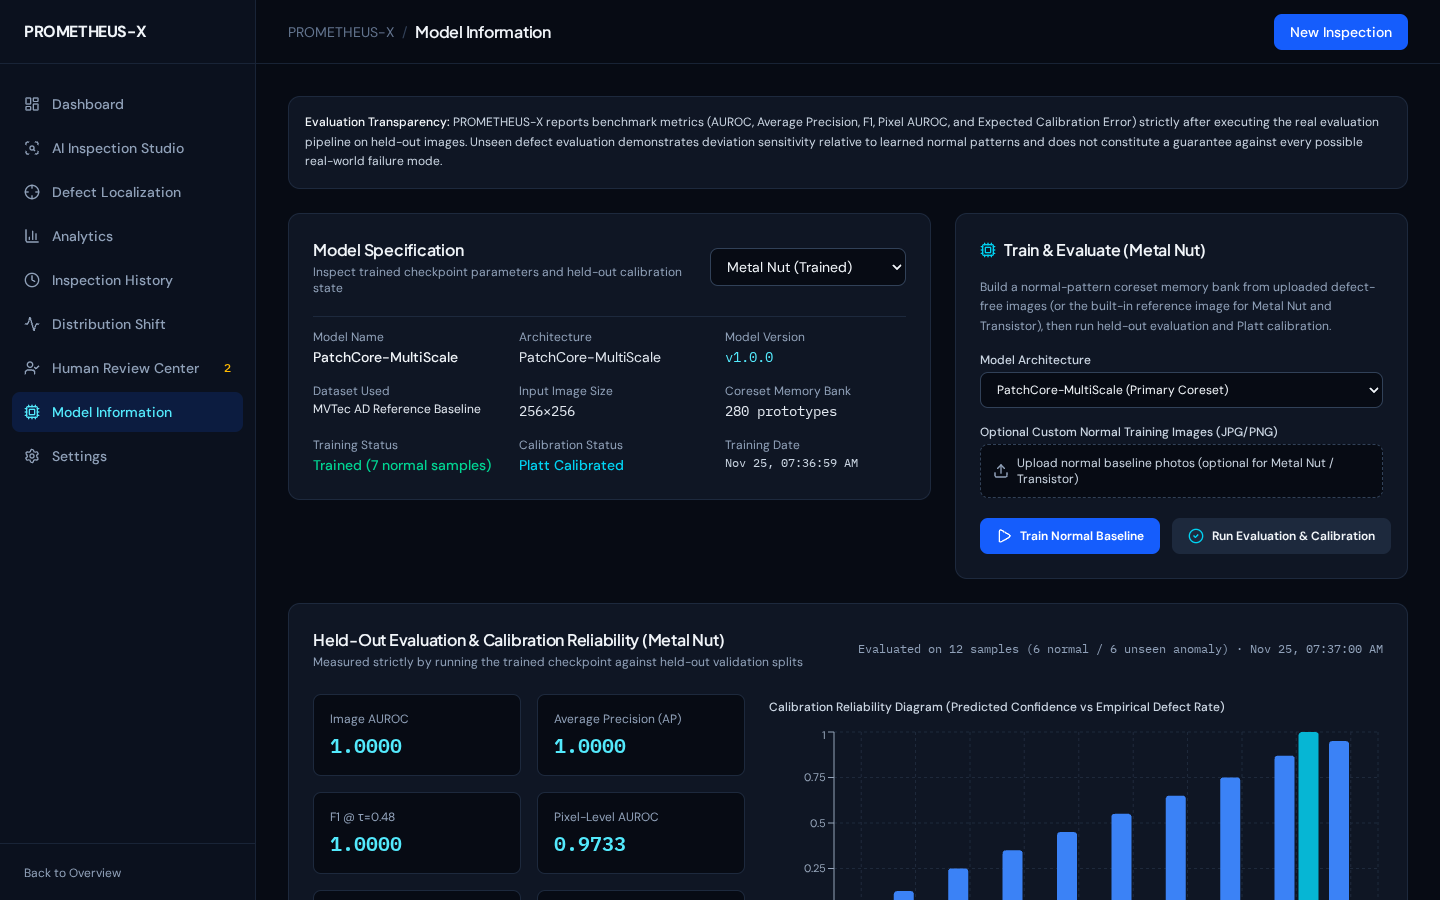 PROMETHEUS-X
Dashboard
AI Inspection Studio
Defect Localization
Analytics
Inspection History
Distribution Shift
Human Review Center 2
Model Information
Settings
Back to Overview
PROMETHEUS-X / Model Information
New Inspection
Evaluation Transparency: PROMETHEUS-X reports benchmark metrics (AUROC, Average Precision, F1, Pixel AUROC, and Expected Calibration Error) strictly after executing the real evaluation
pipeline on held-out images. Unseen defect evaluation demonstrates deviation sensitivity relative to learned normal patterns and does not constitute a guarantee against every possible
real-world failure mode.
Model Specification
Inspect trained checkpoint parameters and held-out calibration
state
Metal Nut (Trained)
Model Name
PatchCore-MultiScale
Architecture
PatchCore-MultiScale
Model Version
v1.0.0
Dataset Used
MVTec AD Reference Baseline
Input Image Size
256×256
Coreset Memory Bank
280 prototypes
Training Status
Trained (7 normal samples)
Calibration Status
Platt Calibrated
Training Date
Nov 25, 07:36:59 AM
Train & Evaluate (Metal Nut)
Build a normal-pattern coreset memory bank from uploaded defect-
free images (or the built-in reference image for Metal Nut and
Transistor), then run held-out evaluation and Platt calibration.
Model Architecture
PatchCore-MultiScale (Primary Coreset)
Optional Custom Normal Training Images (JPG/PNG)
Upload normal baseline photos (optional for Metal Nut /
Transistor)
Train Normal Baseline
Run Evaluation & Calibration
Held-Out Evaluation & Calibration Reliability (Metal Nut)
Measured strictly by running the trained checkpoint against held-out validation splits
Evaluated on 12 samples (6 normal / 6 unseen anomaly) · Nov 25, 07:37:00 AM
Image AUROC
1.0000
Average Precision (AP)
1.0000
F1 @ τ=0.48
1.0000
Pixel-Level AUROC
0.9733
Calibration Reliability Diagram (Predicted Confidence vs Empirical Defect Rate)
1
0.75
0.5
0.25